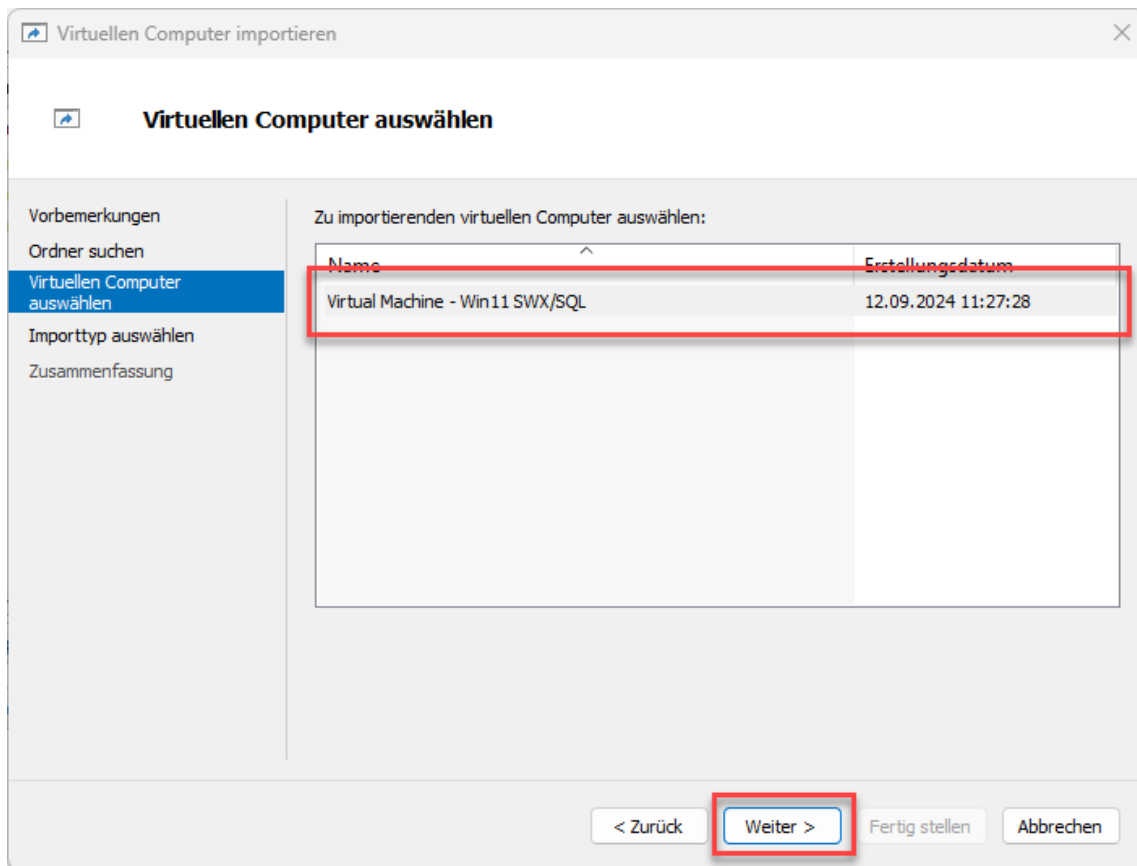 Virtuellen Computer importieren
Virtuellen Computer auswählen
Vorbemerkungen
Ordner suchen
Virtuellen Computer
auswählen
Importtyp auswählen
Zusammenfassung
Zu importierenden virtuellen Computer auswählen:
Name Erstellungsdatum
Virtual Machine - Win11 SWX/SQL 12.09.2024 11:27:28
< Zurück Weiter > Fertig stellen Abbrechen